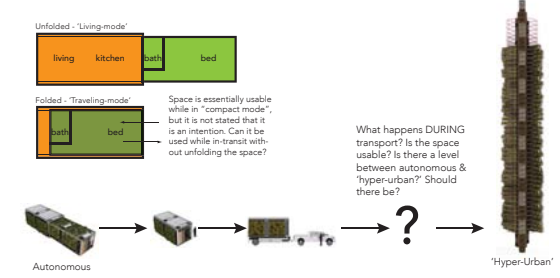 Unfolded - 'Living-mode'
living kitchen bath bed
Folded - 'Traveling-mode'
bath bed
Space is essentially usable
while in "compact mode",
but it is not stated that it
is an intention. Can it be
used while in-transit with-
out unfolding the space?
What happens DURING
transport? Is the space
usable? Is there a level
between autonomous &
'hyper-urban?' Should
there be?
?
Autonomous
'Hyper-Urban'